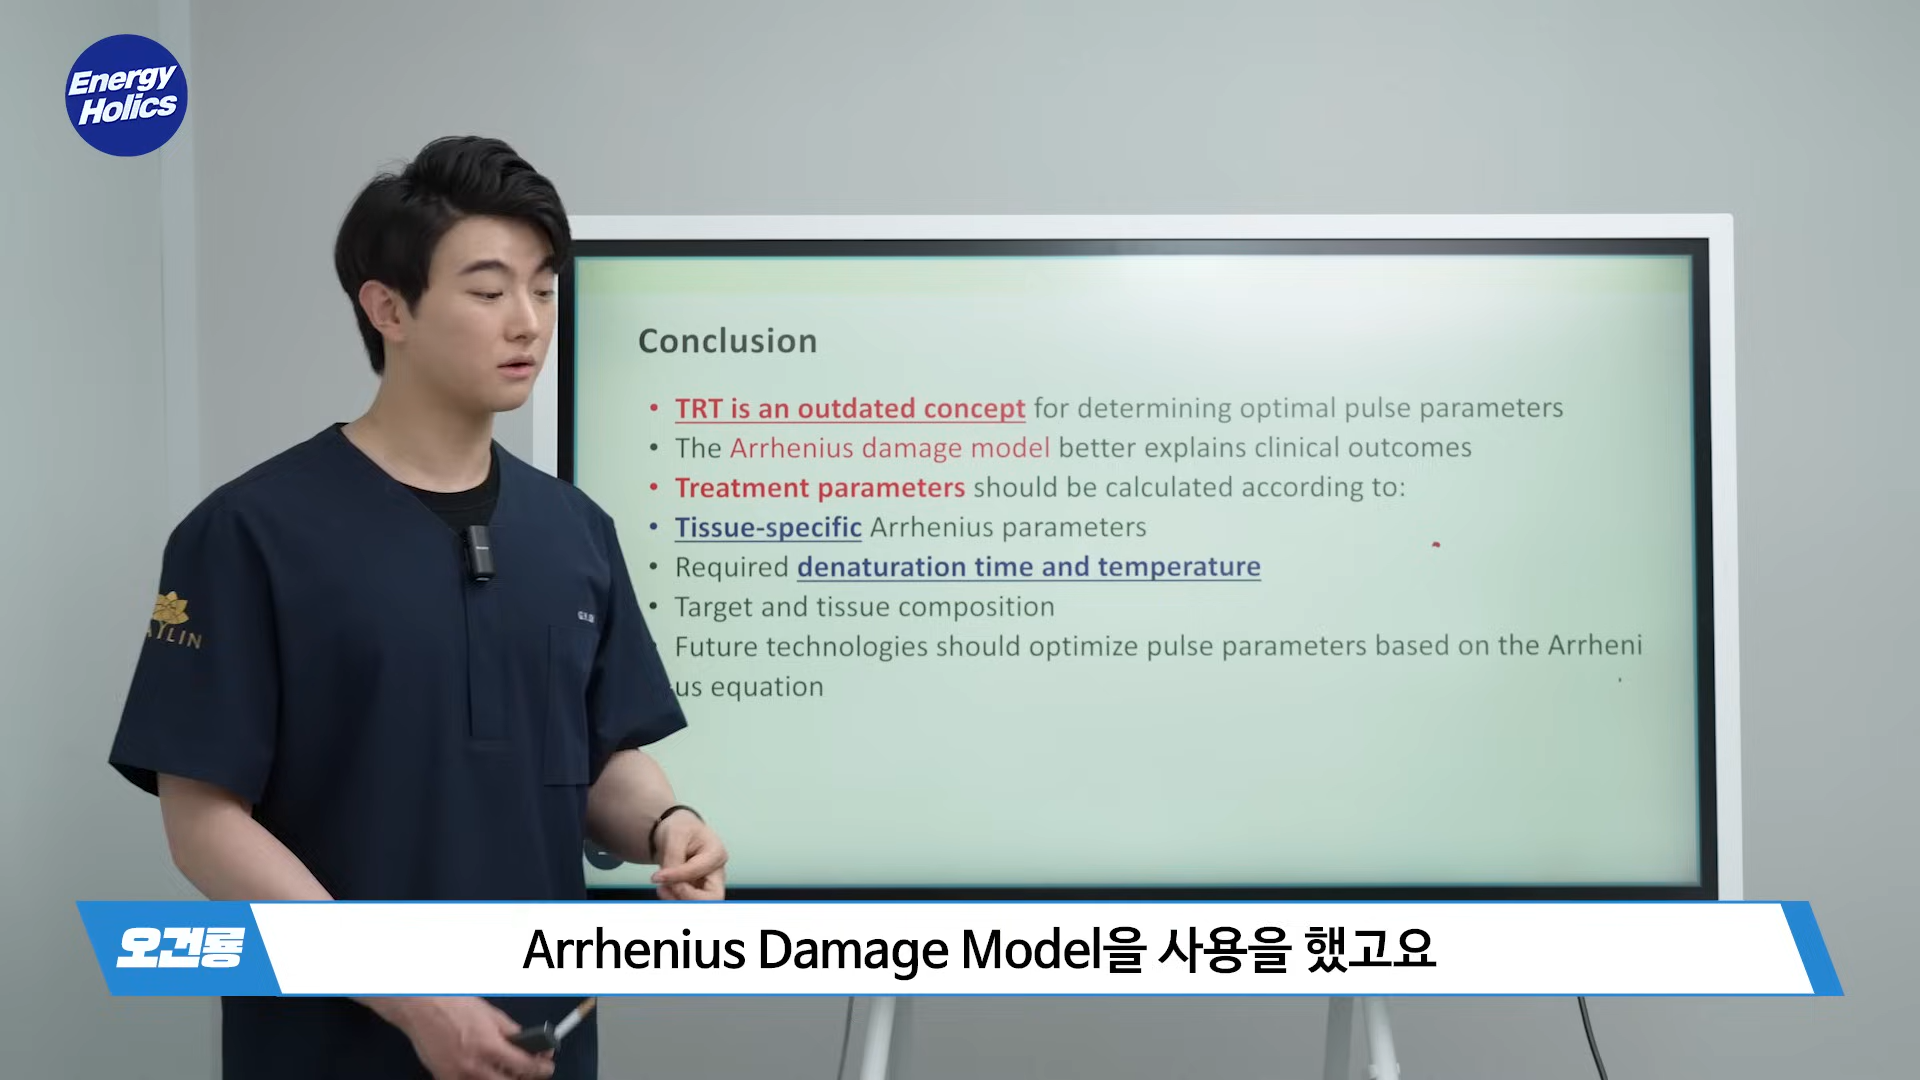 Energy
Holics
Conclusion
• TRT is an outdated concept for determining optimal pulse parameters
• The Arrhenius damage model better explains clinical outcomes
• Treatment parameters should be calculated according to:
• Tissue-specific Arrhenius parameters
• Required denaturation time and temperature
• Target and tissue composition
Future technologies should optimize pulse parameters based on the Arrheni
us equation
YLIN
오건룡
Arrhenius Damage Model을 사용을 했고요